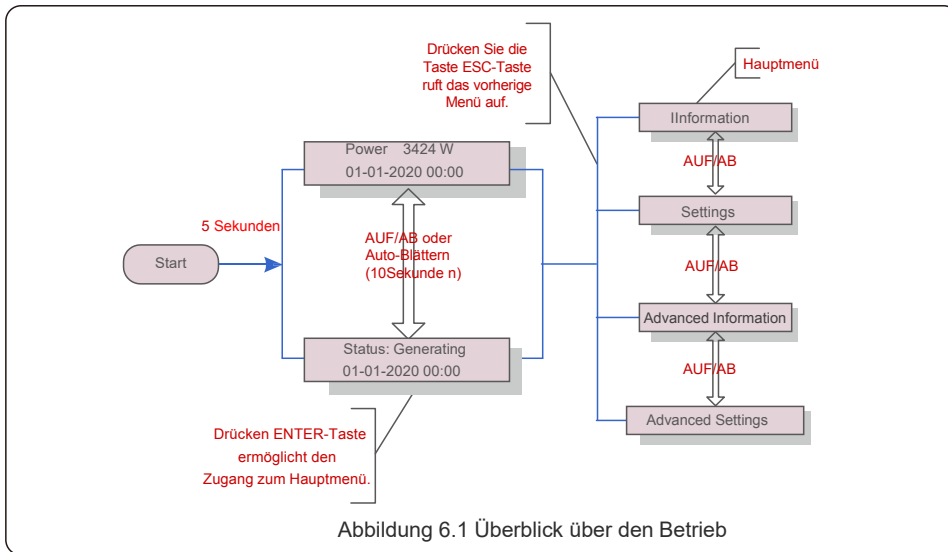 Drücken Sie die
Taste ESC-Taste
ruft das vorherige
Menü auf.
Hauptmenü
IInformation
AUF/AB
Settings
AUF/AB
Advanced Information
AUF/AB
Advanced Settings
Power 3424 W
01-01-2020 00:00
5 Sekunden
Start
AUF/AB oder
Auto-Blättern
(10Sekunde n)
Status: Generating
01-01-2020 00:00
Drücken ENTER-Taste
ermöglicht den
Zugang zum Hauptmenü.
Abbildung 6.1 Überblick über den Betrieb